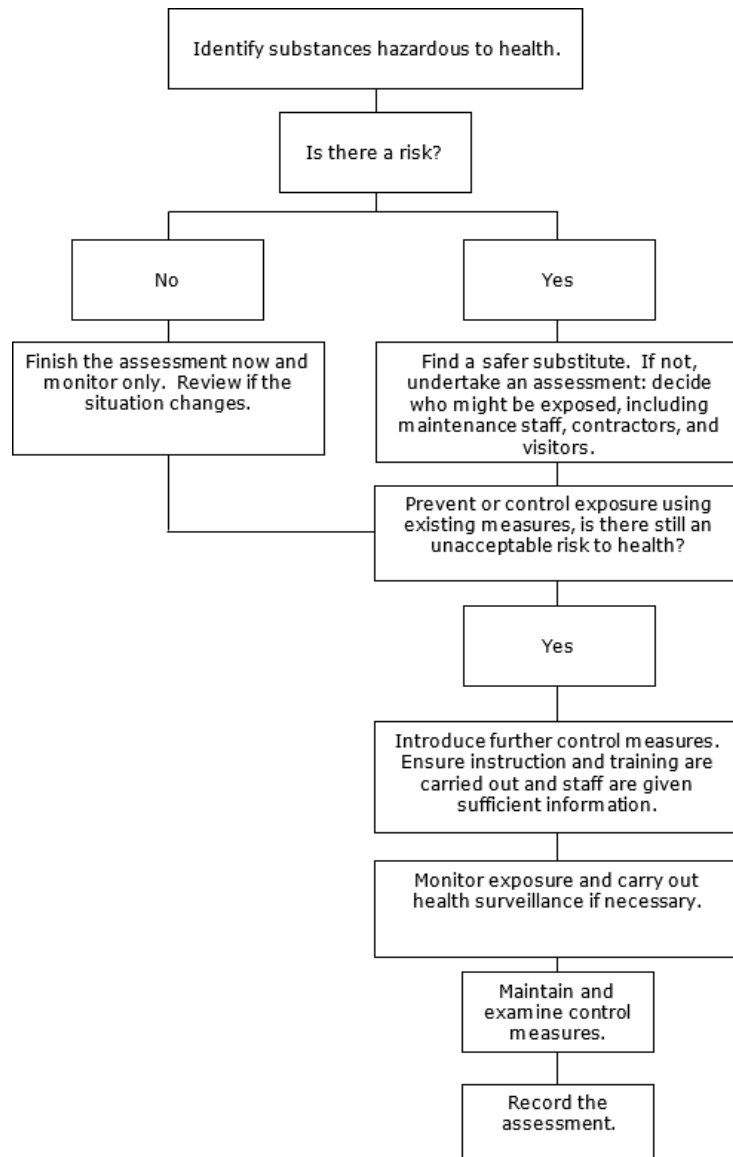 Identify substances hazardous to health.
Is there a risk?
No
Yes
Finish the assessment now and
monitor only.  Review if the
situation changes.
Find a safer substitute.  If not,
undertake an assessment: decide
who might be exposed, including
maintenance staff, contractors, and
visitors.
Prevent or control exposure using
existing measures, is there still an
unacceptable risk to health?
Yes
Introduce further control measures.
Ensure instruction and training are
carried out and staff are given
sufficient information.
Monitor exposure and carry out
health surveillance if necessary.
Maintain and
examine control
measures.
Record the
assessment.